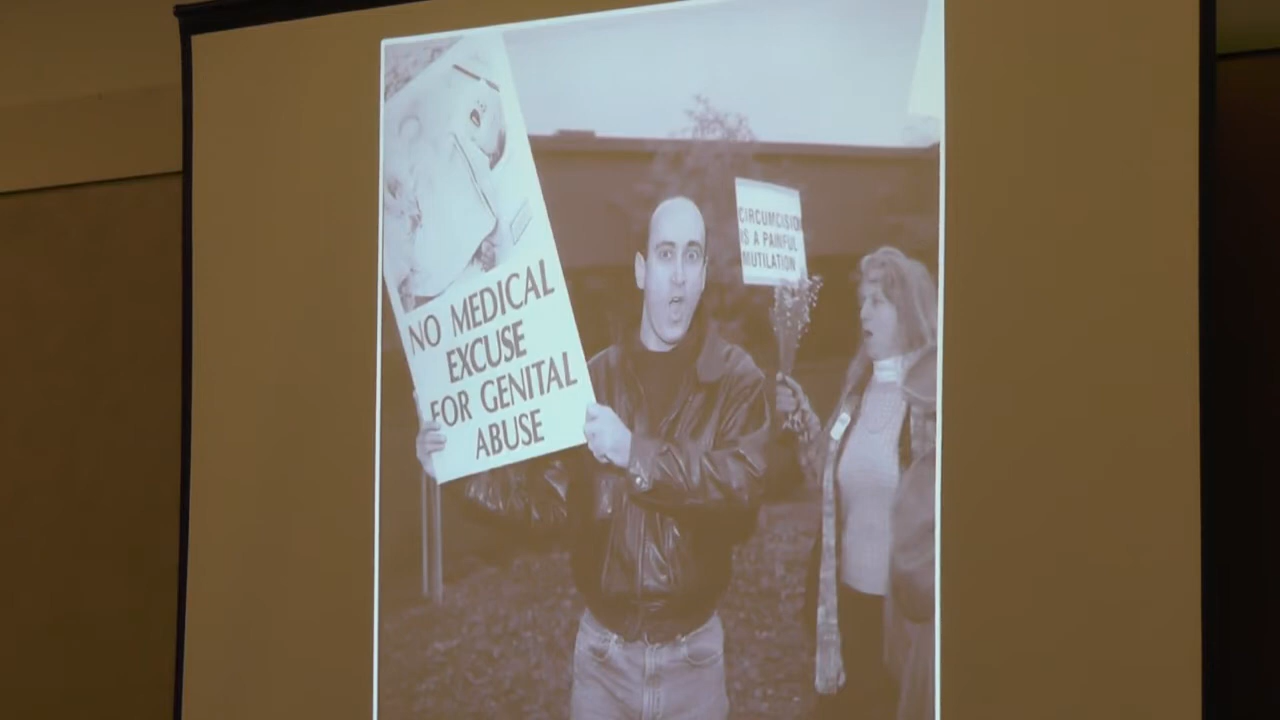 NO MEDICAL
EXCUSE
FOR GENITAL
ABUSE
CIRCUMCISION
IS A PAINFUL
MUTILATION